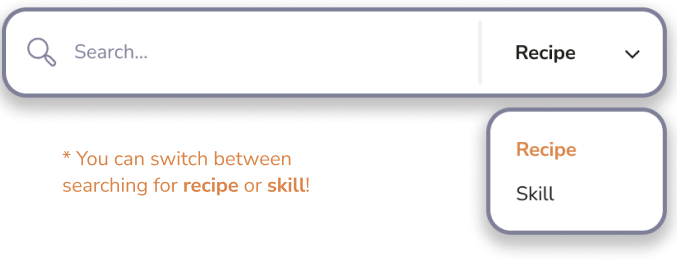 Search...
Recipe
Recipe
Skill
* You can switch between
searching for recipe or skill!